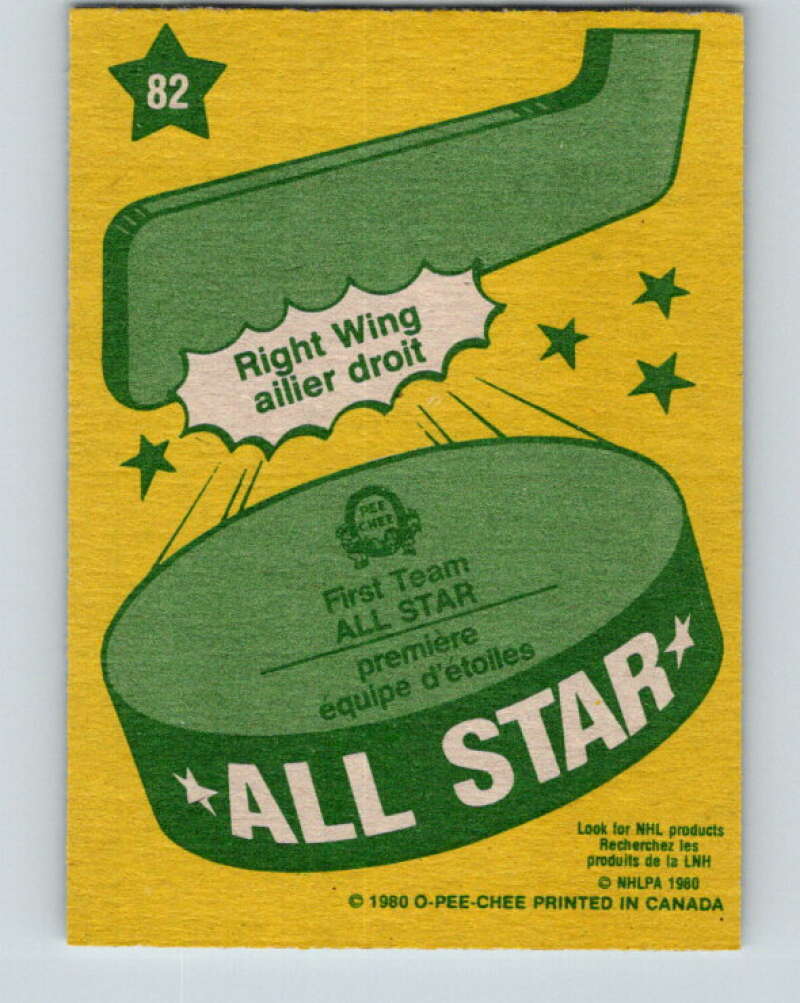 82
Right Wing
ailier droit
PEE
CHEE
First Team
ALL STAR
première
équipe d'étoiles
ALL STAR
Look for NHL products
Recherchez les
produits de la LNH
© NHLPA 1980
© 1980 O-PEE-CHEE PRINTED IN CANADA